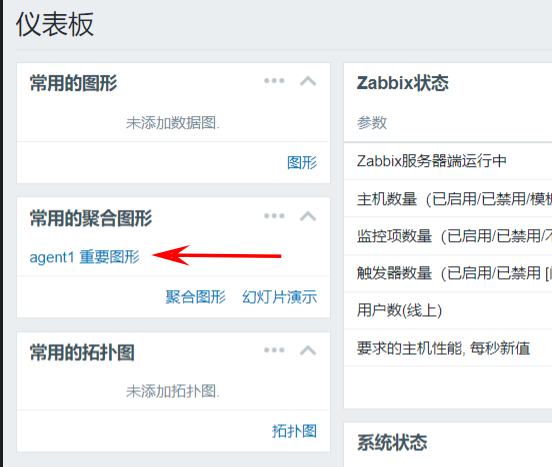 仪表板
常用的图形
未添加数据图.
图形
常用的聚合图形
agent1 重要图形
聚合图形 幻灯片演示
常用的拓扑图
未添加拓扑图.
拓扑图
Zabbix状态
参数
Zabbix服务器端运行中
主机数量（已启用/已禁用/模板
监控项数量（已启用/已禁用/不
触发器数量（已启用/已禁用 [
用户数(线上)
要求的主机性能, 每秒新值
系统状态